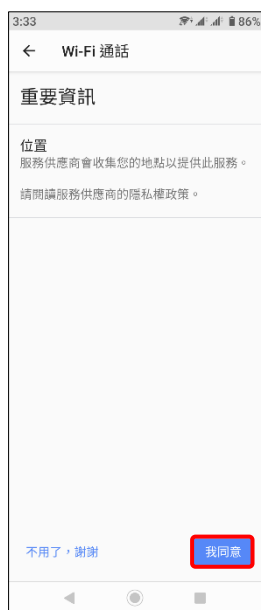 3:33
86%
Wi-Fi 通話
重要資訊
位置
服務供應商會收集您的地點以提供此服務。
請閱讀服務供應商的隱私權政策。
不用了，謝謝
我同意